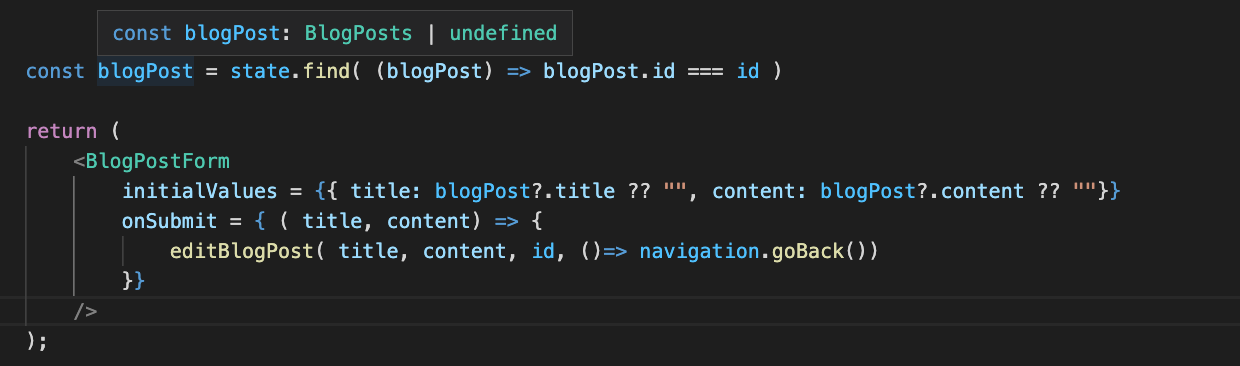 const blogPost: BlogPosts | undefined
const blogPost = state.find( (blogPost) => blogPost.id === id )
return (
<BlogPostForm
initialValues = {{ title: blogPost?.title ?? "", content: blogPost?.content ?? ""}}
onSubmit = { ( title, content) => {
editBlogPost( title, content, id, ()=> navigation.goBack())
}}
/>
);